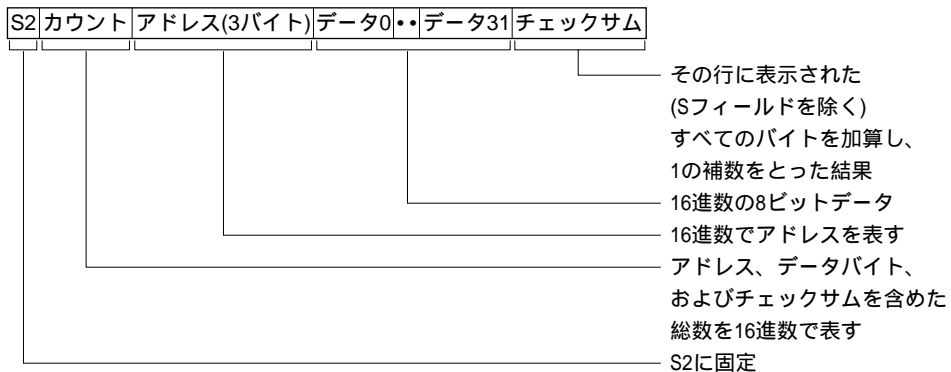 S2 カウント アドレス(3バイト) データ0 ・・ データ31 チェックサム
その行に表示された
(Sフィールドを除く)
すべてのバイトを加算し、
1の補数をとった結果
16進数の8ビットデータ
16進数でアドレスを表す
アドレス、データバイト、
およびチェックサムを含めた
総数を16進数で表す
S2に固定